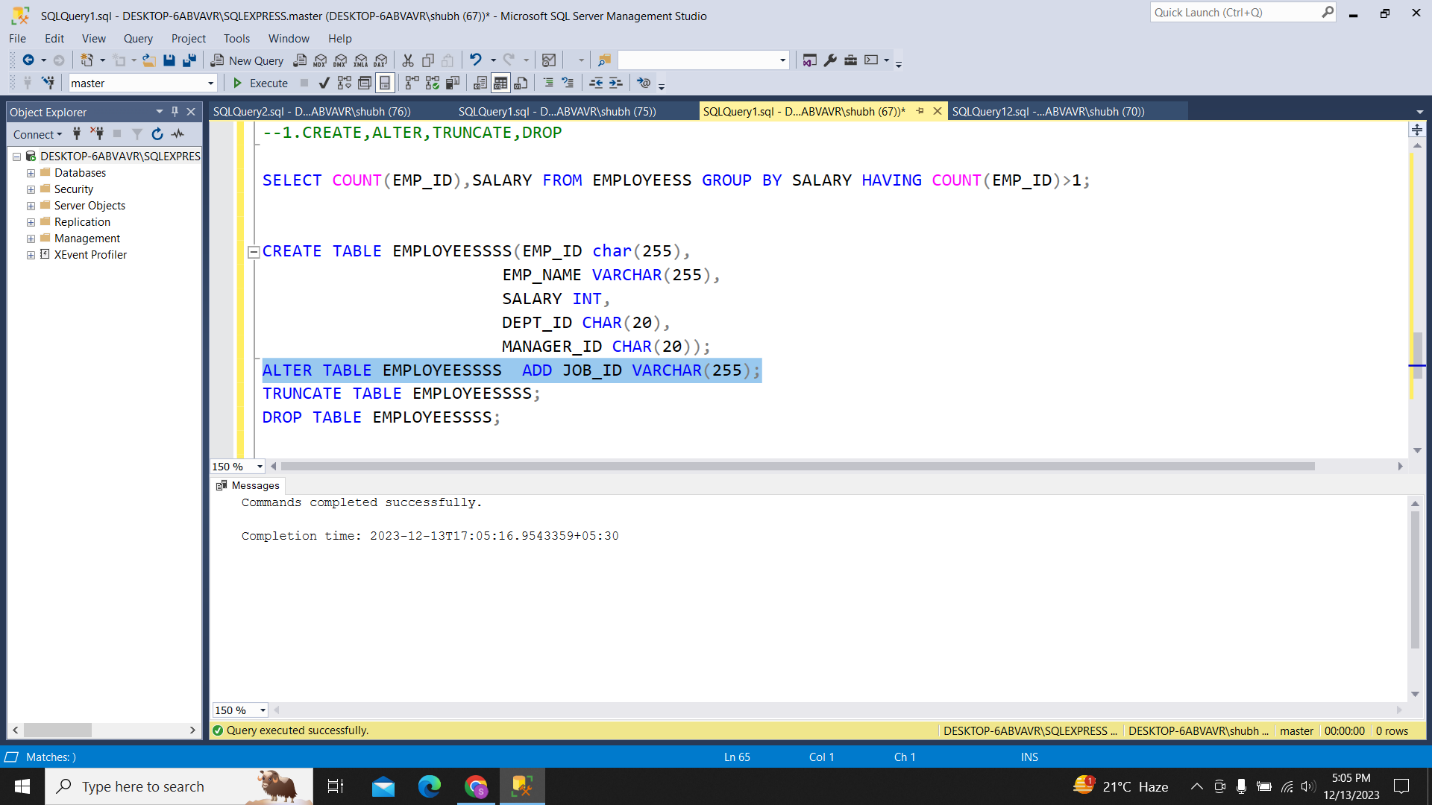 SQLQuery1.sql - DESKTOP-6ABVAVR\SQLEXPRESS.master (DESKTOP-6ABVAVR\shubh (67))* - Microsoft SQL Server Management Studio
Quick Launch (Ctrl+Q)
File Edit View Query Project Tools Window Help
New Query MDX DMX XMLA DAX
master Execute
Object Explorer
SQLQuery2.sql - D...ABVAVR\shubh (76)) SQLQuery1.sql - D...ABVAVR\shubh (75)) SQLQuery1.sql - D...ABVAVR\shubh (67))* SQLQuery12.sql -...ABVAVR\shubh (70))
Connect
DESKTOP-6ABVAVR\SQLEXPRES
Databases
Security
Server Objects
Replication
Management
XEvent Profiler
--1.CREATE,ALTER,TRUNCATE,DROP
SELECT COUNT(EMP_ID),SALARY FROM EMPLOYEESS GROUP BY SALARY HAVING COUNT(EMP_ID)>1;
CREATE TABLE EMPLOYEESSSS(EMP_ID char(255),
EMP_NAME VARCHAR(255),
SALARY INT,
DEPT_ID CHAR(20),
MANAGER_ID CHAR(20));
ALTER TABLE EMPLOYEESSSS  ADD JOB_ID VARCHAR(255);
TRUNCATE TABLE EMPLOYEESSSS;
DROP TABLE EMPLOYEESSSS;
150 %
Messages
Commands completed successfully.
Completion time: 2023-12-13T17:05:16.9543359+05:30
150 %
Query executed successfully. DESKTOP-6ABVAVR\SQLEXPRESS ... DESKTOP-6ABVAVR\shubh ... master 00:00:00 0 rows
Matches: ) Ln 65 Col 1 Ch 1 INS
Type here to search
S
1
21°C Haze
5:05 PM
12/13/2023